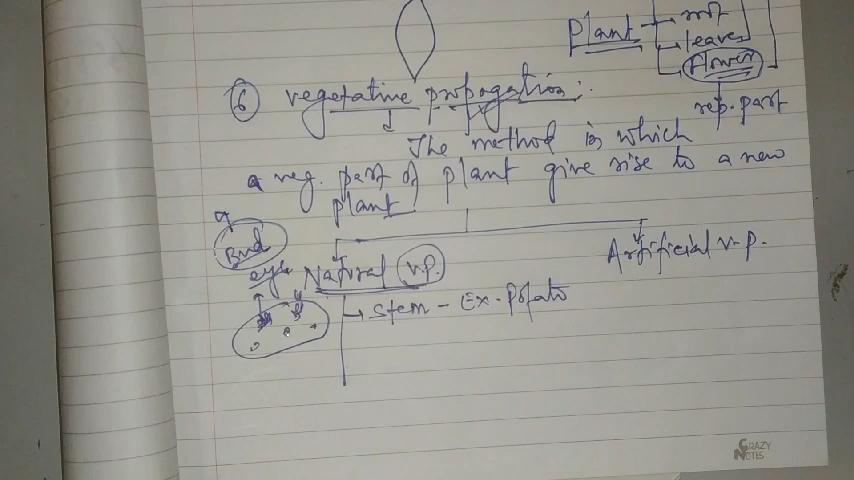 Plant
root
leaves
flower
rep. part
6 vegetative propagation:
The method in which
a veg. part of plant give rise to a new
plant
Bud
eye
Natural V.P.
Artificial V.P.
→ Stem - Ex. Potato
CRAZY
NOTES